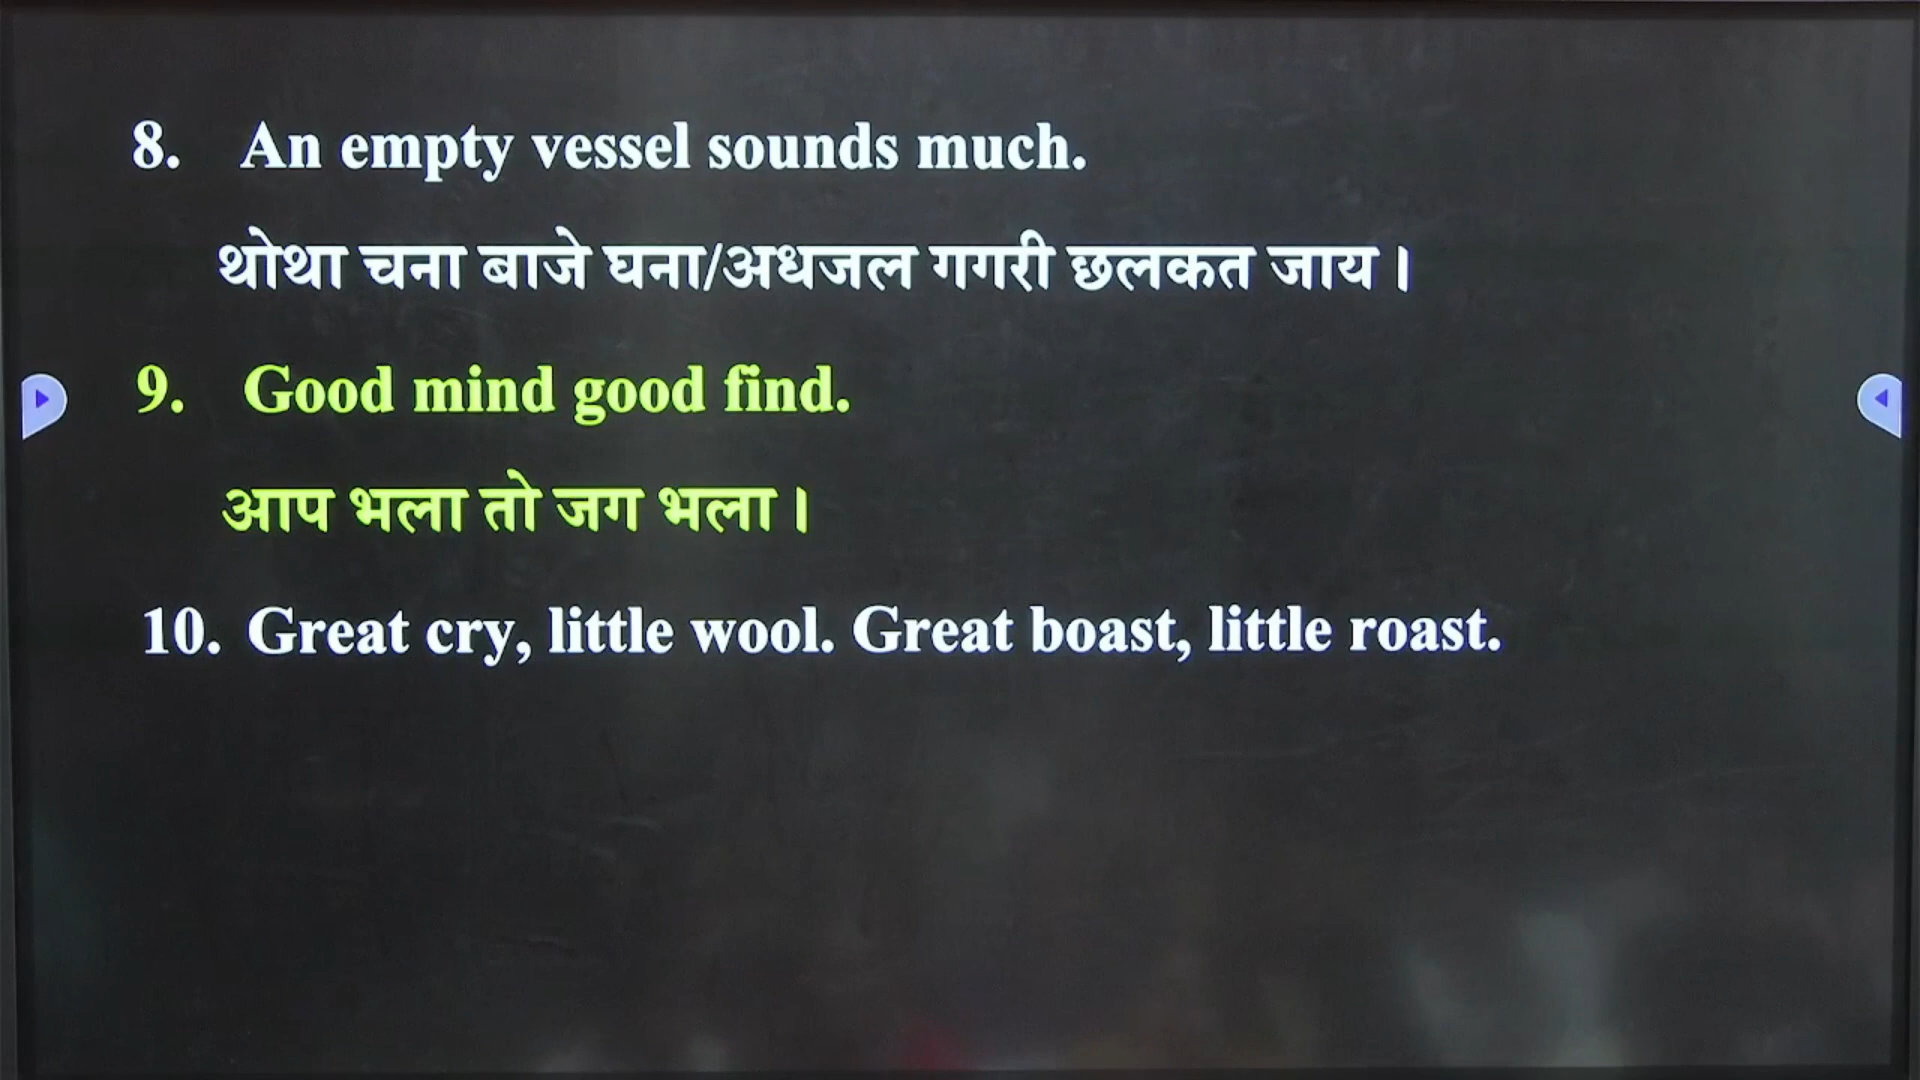 8. An empty vessel sounds much.
थोथा चना बाजे घना/अधजल गगरी छलकत जाय।
9. Good mind good find.
आप भला तो जग भला।
10. Great cry, little wool. Great boast, little roast.